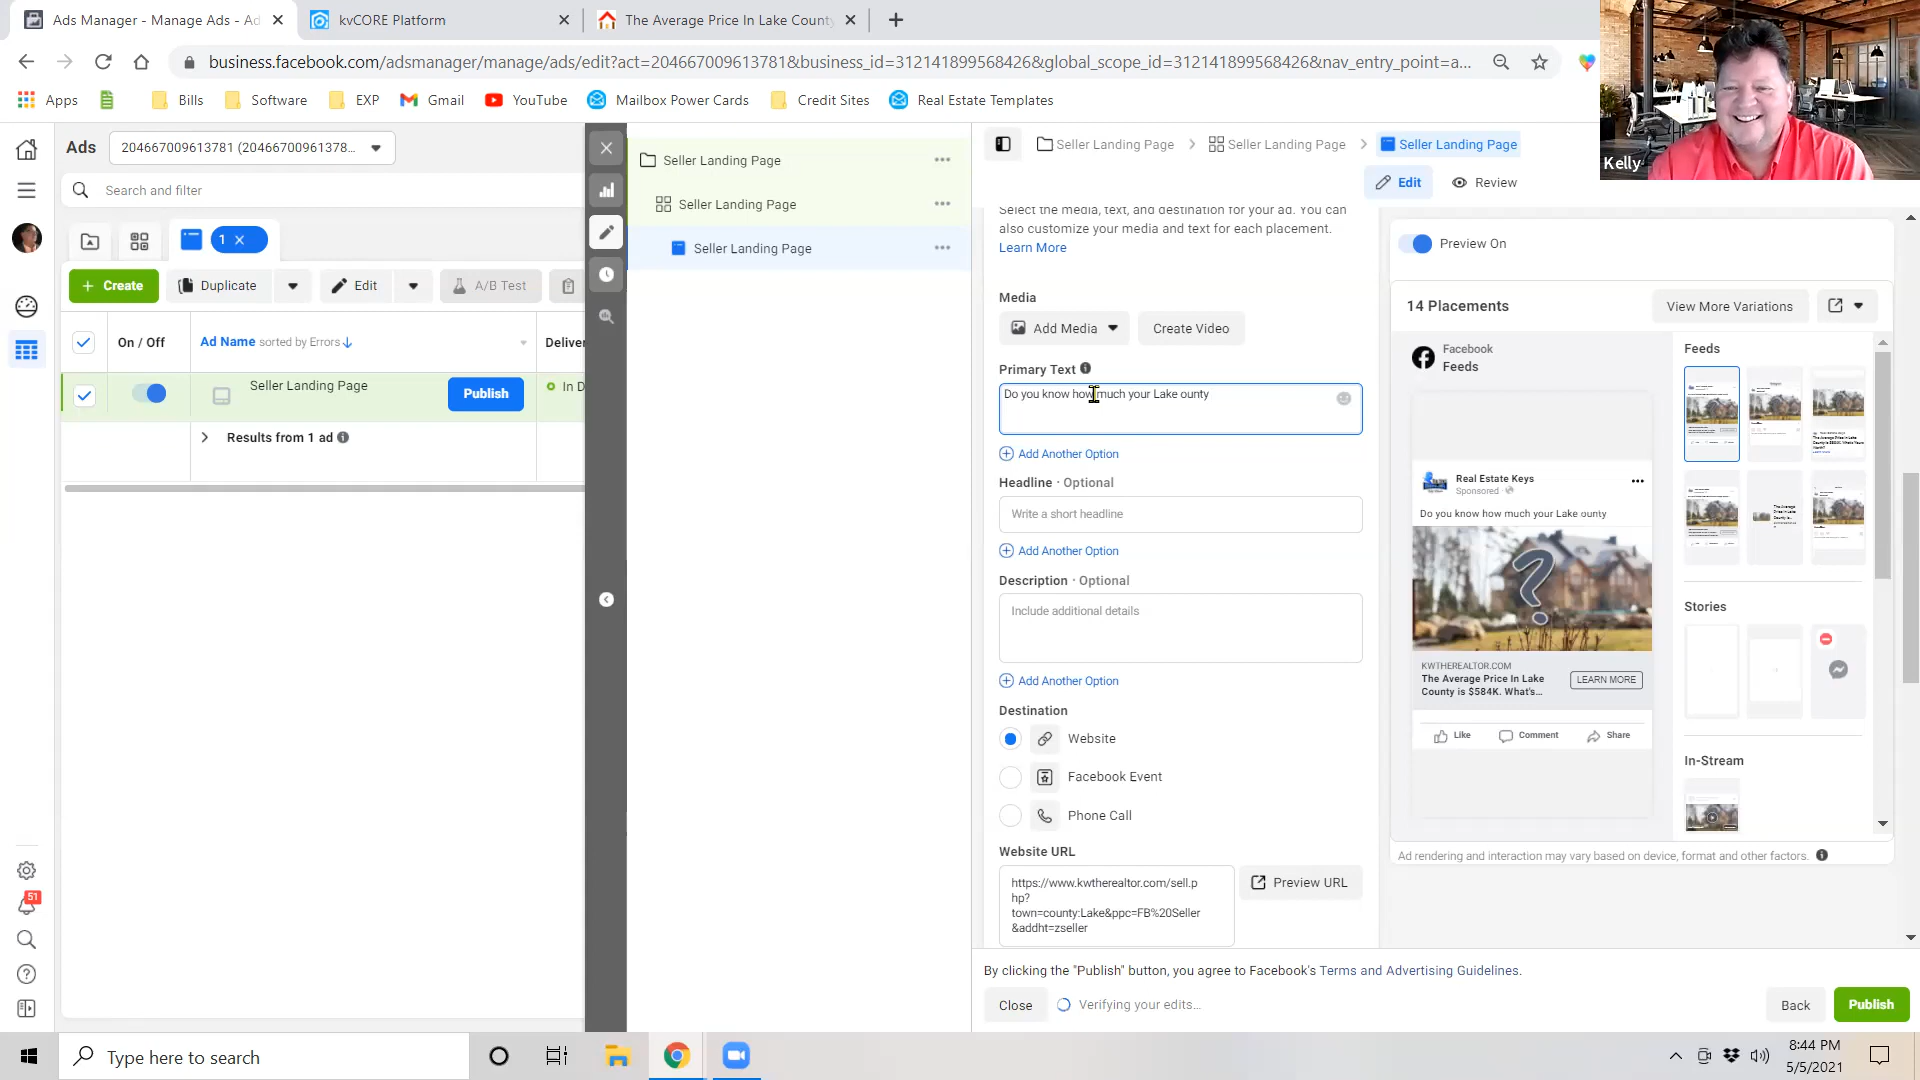 Ads Manager - Manage Ads - Ad
kvCORE Platform
The Average Price In Lake County
business.facebook.com/adsmanager/manage/ads/edit?act=204667009613781&business_id=312141899568426&global_scope_id=312141899568426&nav_entry_point=a...
Apps
Bills
Software
EXP
Gmail
YouTube
Mailbox Power Cards
Credit Sites
Real Estate Templates
Kelly
Ads
204667009613781 (20466700961378...
Search and filter
1
Create
Duplicate
Edit
A/B Test
On / Off
Ad Name sorted by Errors
Deliver
Seller Landing Page
Publish
In D
Results from 1 ad
51
Seller Landing Page
Seller Landing Page
Seller Landing Page
Seller Landing Page
Seller Landing Page
Seller Landing Page
Edit
Review
Select the media, text, and destination for your ad. You can
also customize your media and text for each placement.
Learn More
Media
Add Media
Create Video
Primary Text
Do you know how much your Lake ounty
Add Another Option
Headline · Optional
Write a short headline
Add Another Option
Description · Optional
Include additional details
Add Another Option
Destination
Website
Facebook Event
Phone Call
Website URL
https://www.kwtherealtor.com/sell.p
hp?
town=county:Lake&ppc=FB%20Seller
&addht=zseller
Preview URL
Preview On
14 Placements
View More Variations
Facebook
Feeds
Real Estate Keys
Sponsored ·
Do you know how much your Lake ounty
?
KWTHEREALTOR.COM
The Average Price In Lake
County is $584K. What's...
LEARN MORE
Like
Comment
Share
Feeds
Stories
In-Stream
Ad rendering and interaction may vary based on device, format and other factors.
By clicking the "Publish" button, you agree to Facebook's Terms and Advertising Guidelines.
Close
Verifying your edits...
Back
Publish
Type here to search
8:44 PM
5/5/2021